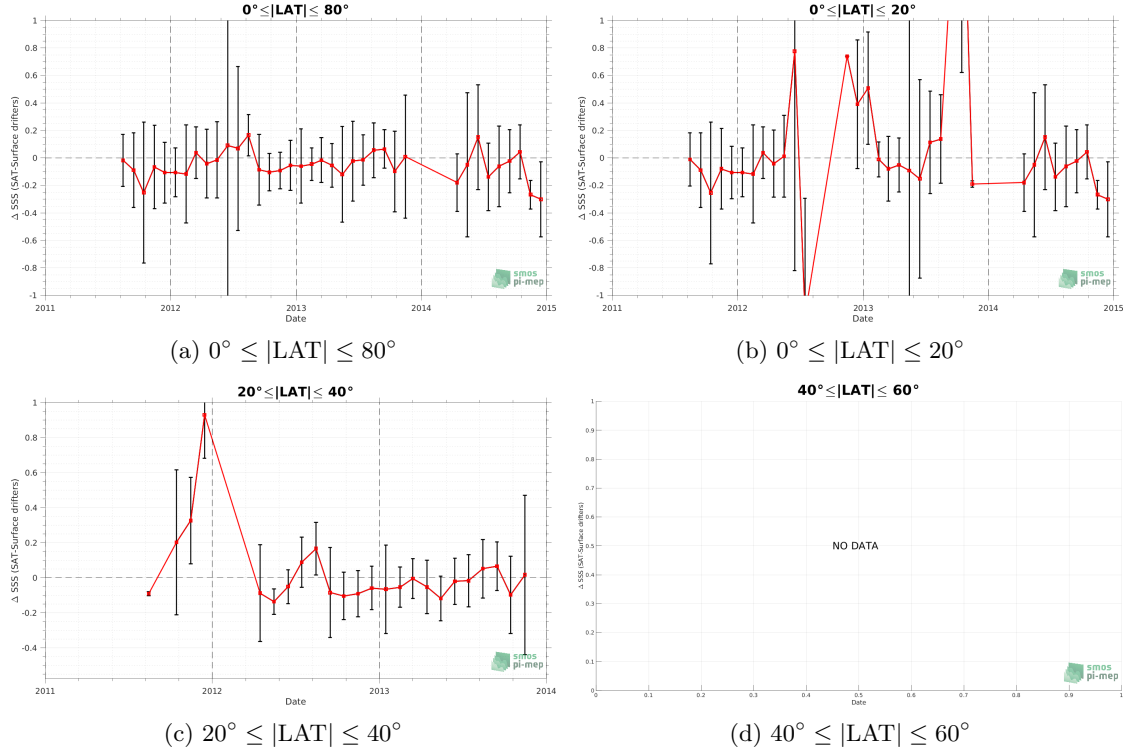 0°≤|LAT|≤ 80°
Δ SSS (SAT-Surface drifters)
1
0.8
0.6
0.4
0.2
0
-0.2
-0.4
-0.6
-0.8
-1
2011
2012
2013
2014
2015
Date
smos
pi-mep
(a) 0° ≤ |LAT| ≤ 80°
0°≤|LAT|≤ 20°
Δ SSS (SAT-Surface drifters)
1
0.8
0.6
0.4
0.2
0
-0.2
-0.4
-0.6
-0.8
-1
2011
2012
2013
2014
2015
Date
smos
pi-mep
(b) 0° ≤ |LAT| ≤ 20°
20°≤|LAT|≤ 40°
Δ SSS (SAT-Surface drifters)
1
0.8
0.6
0.4
0.2
0
-0.2
-0.4
2011
2012
2013
2014
Date
smos
pi-mep
(c) 20° ≤ |LAT| ≤ 40°
40°≤|LAT|≤ 60°
Δ SSS (SAT-Surface drifters)
1
0.9
0.8
0.7
0.6
0.5
0.4
0.3
0.2
0.1
0
NO DATA
0
0.1
0.2
0.3
0.4
0.5
0.6
0.7
0.8
0.9
1
Date
smos
pi-mep
(d) 40° ≤ |LAT| ≤ 60°